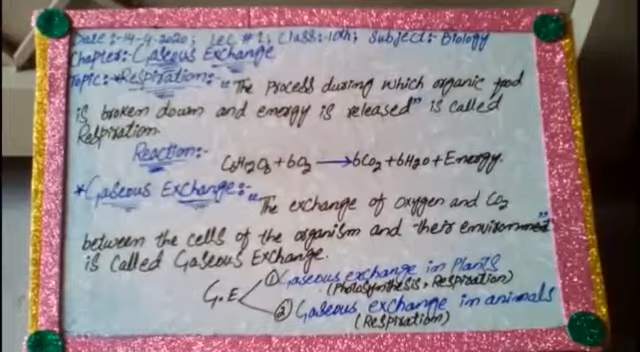 Date:-14-4-2020; Lec #1; Class:-10th; Subject:- Biology
Chapter:- Gaseous Exchange
Topic:- *Respiration:- "The process during which organic food
is broken down and energy is released" is called
Respiration.
Reaction:-
C6H12O6 + 6O2 → 6CO2 + 6H2O + Energy.
*Gaseous Exchange:- "The exchange of oxygen and CO2
between the cells of the organism and their environment"
is called Gaseous Exchange.
G.E
① Gaseous exchange in Plants
(Photosynthesis, Respiration)
② Gaseous exchange in animals
(Respiration)